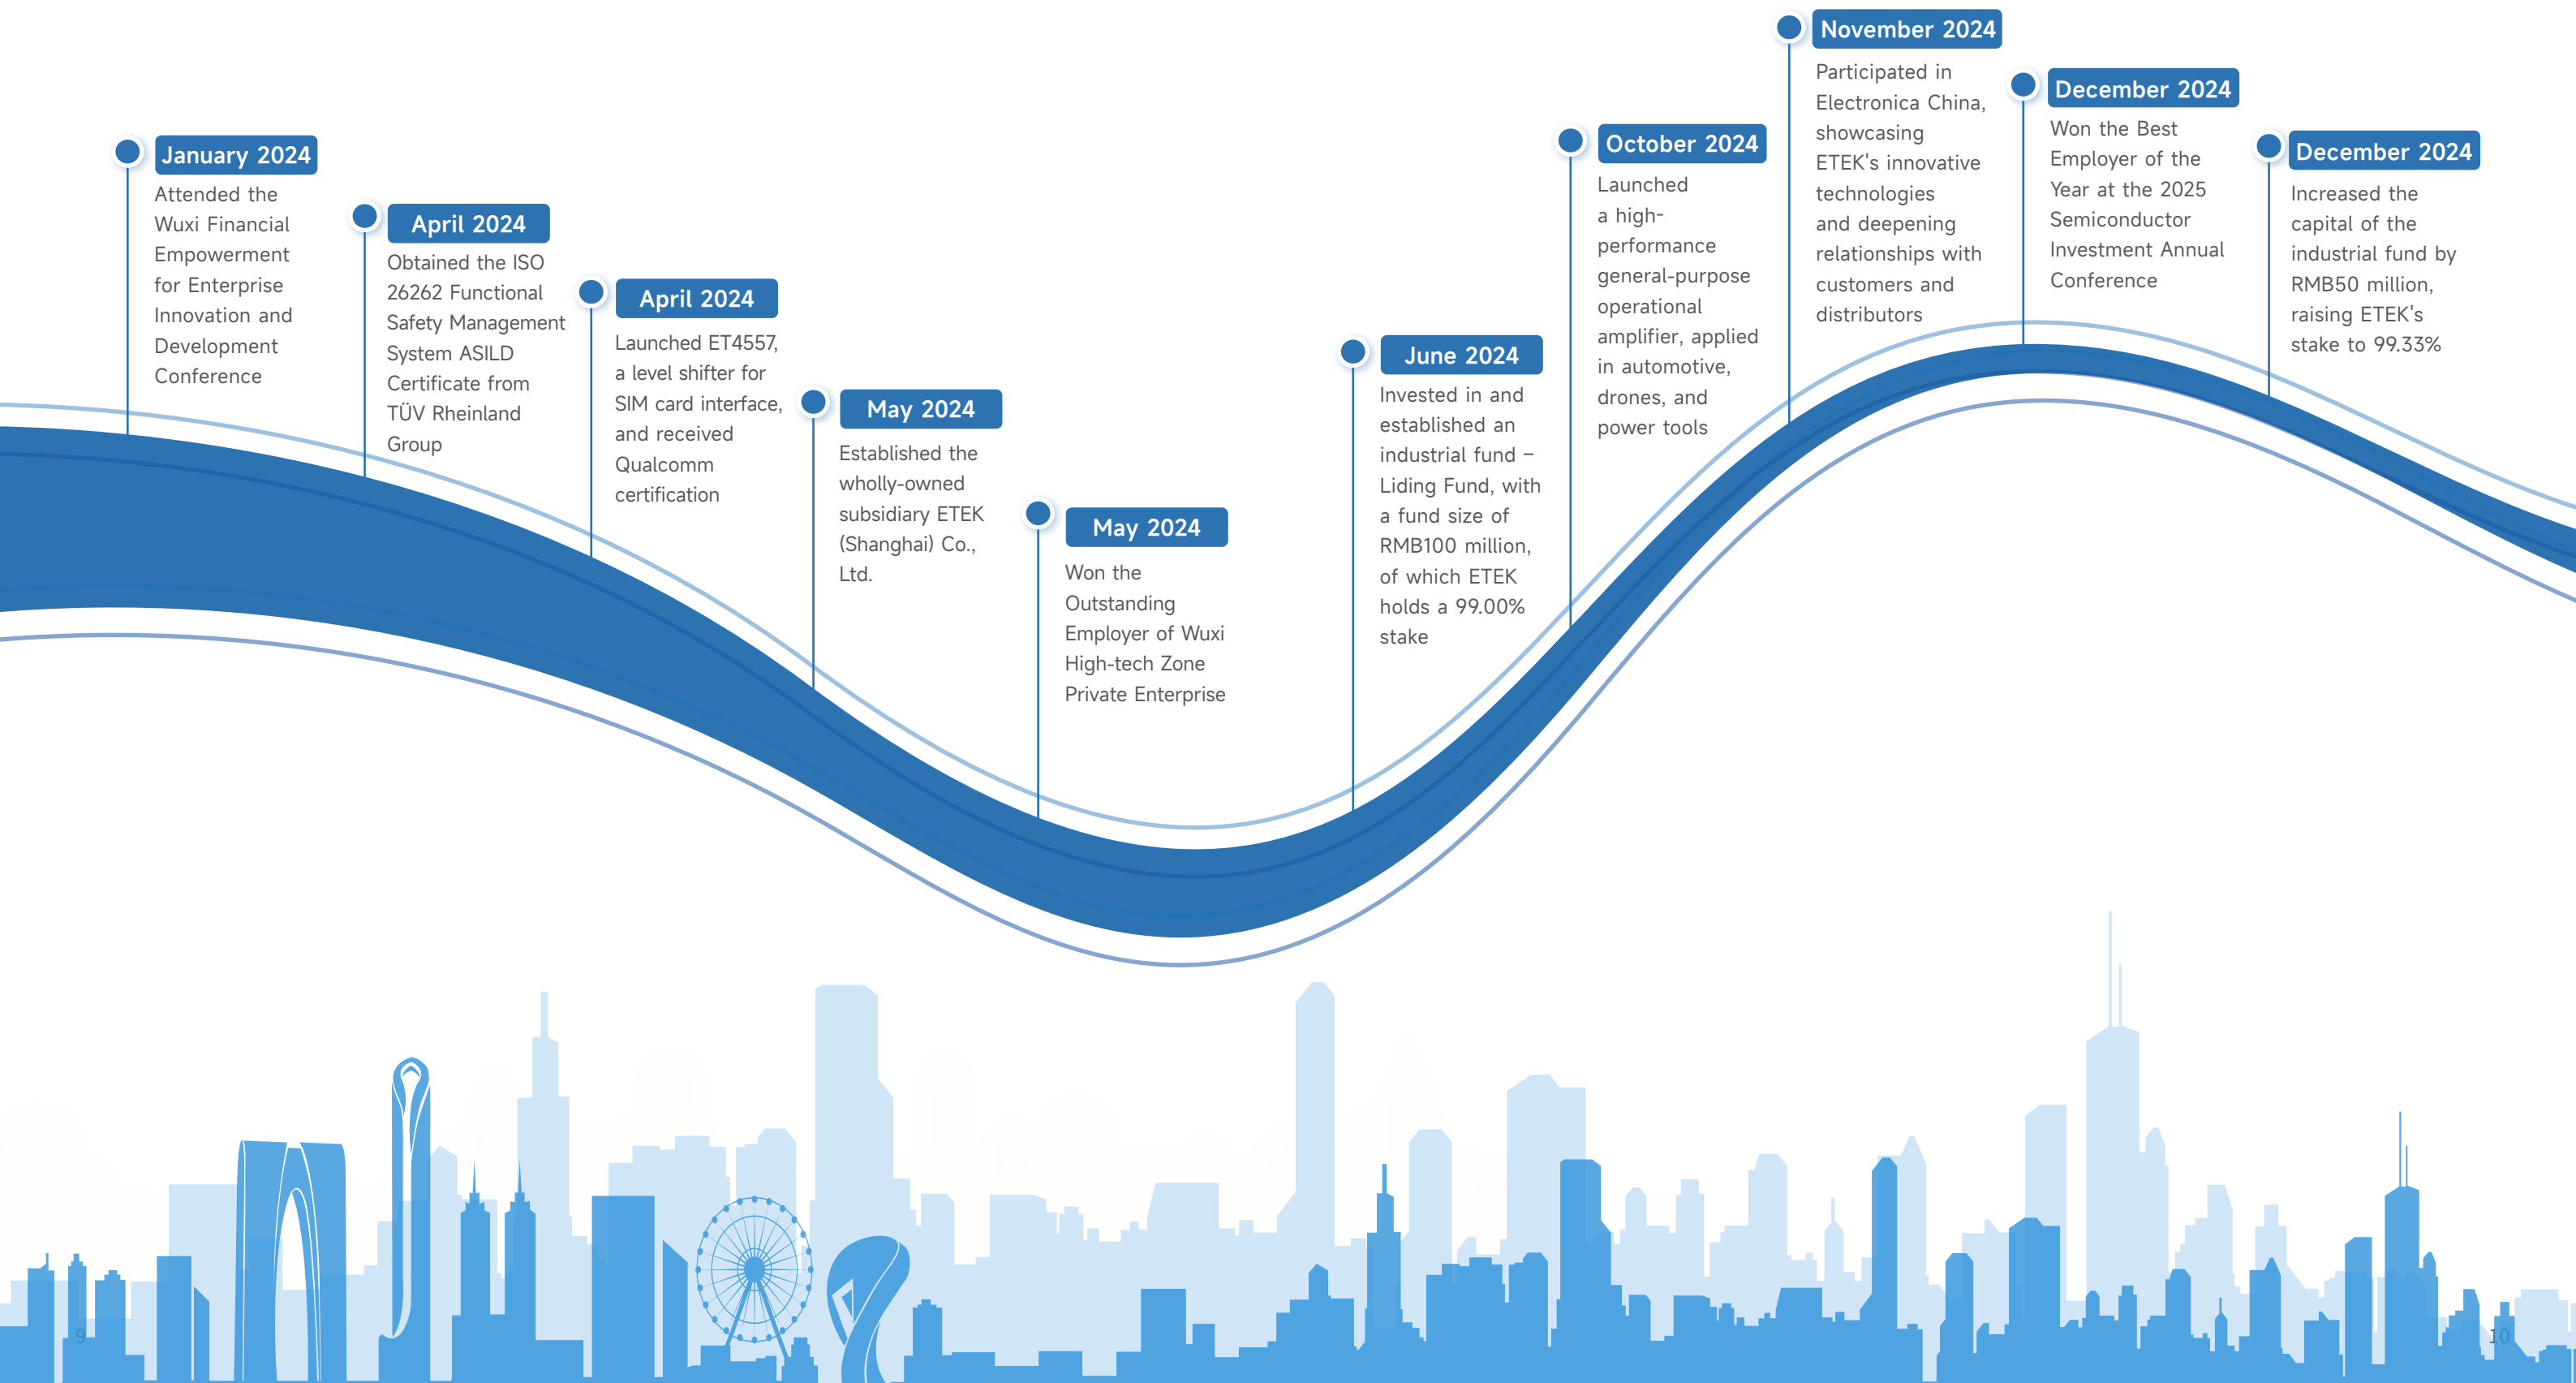 January 2024
Attended the
Wuxi Financial
Empowerment
for Enterprise
Innovation and
Development
Conference
April 2024
Obtained the ISO
26262 Functional
Safety Management
System ASILD
Certificate from
TÜV Rheinland
Group
April 2024
Launched ET4557,
a level shifter for
SIM card interface,
and received
Qualcomm
certification
May 2024
Established the
wholly-owned
subsidiary ETEK
(Shanghai) Co.,
Ltd.
May 2024
Won the
Outstanding
Employer of Wuxi
High-tech Zone
Private Enterprise
June 2024
Invested in and
established an
industrial fund –
Liding Fund, with
a fund size of
RMB100 million,
of which ETEK
holds a 99.00%
stake
October 2024
Launched
a high-
performance
general-purpose
operational
amplifier, applied
in automotive,
drones, and
power tools
November 2024
Participated in
Electronica China,
showcasing
ETEK's innovative
technologies
and deepening
relationships with
customers and
distributors
December 2024
Won the Best
Employer of the
Year at the 2025
Semiconductor
Investment Annual
Conference
December 2024
Increased the
capital of the
industrial fund by
RMB50 million,
raising ETEK's
stake to 99.33%
9
10